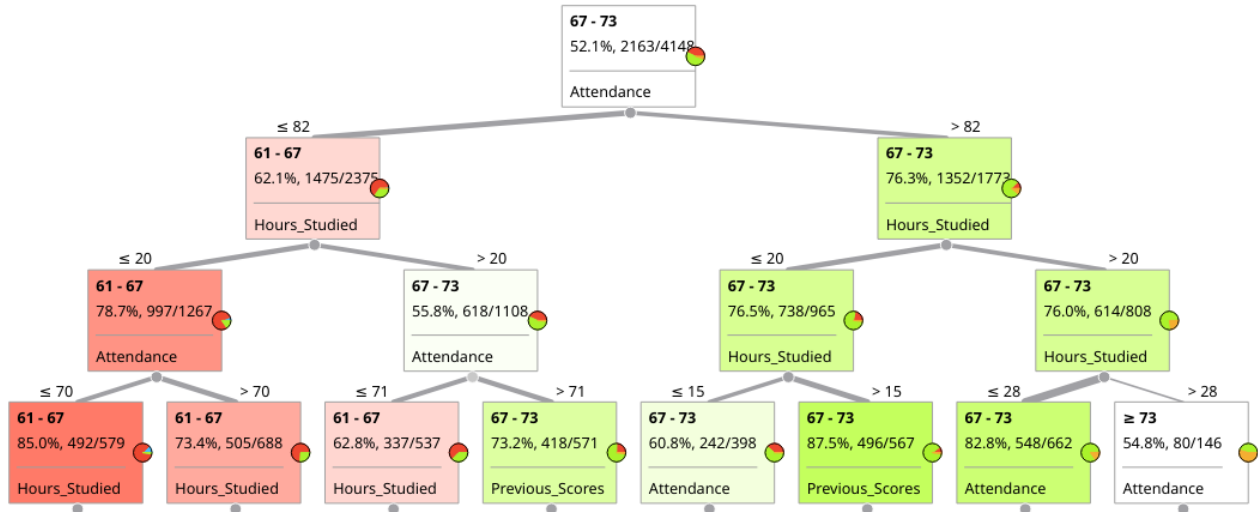 67 - 73
52.1%, 2163/4148
Attendance
≤ 82
> 82
61 - 67
62.1%, 1475/2375
Hours_Studied
67 - 73
76.3%, 1352/1773
Hours_Studied
≤ 20
> 20
≤ 20
> 20
61 - 67
78.7%, 997/1267
Attendance
67 - 73
55.8%, 618/1108
Attendance
67 - 73
76.5%, 738/965
Hours_Studied
67 - 73
76.0%, 614/808
Hours_Studied
≤ 70
> 70
≤ 71
> 71
≤ 15
> 15
≤ 28
> 28
61 - 67
85.0%, 492/579
Hours_Studied
61 - 67
73.4%, 505/688
Hours_Studied
61 - 67
62.8%, 337/537
Hours_Studied
67 - 73
73.2%, 418/571
Previous_Scores
67 - 73
60.8%, 242/398
Attendance
67 - 73
87.5%, 496/567
Previous_Scores
67 - 73
82.8%, 548/662
Attendance
≥ 73
54.8%, 80/146
Attendance